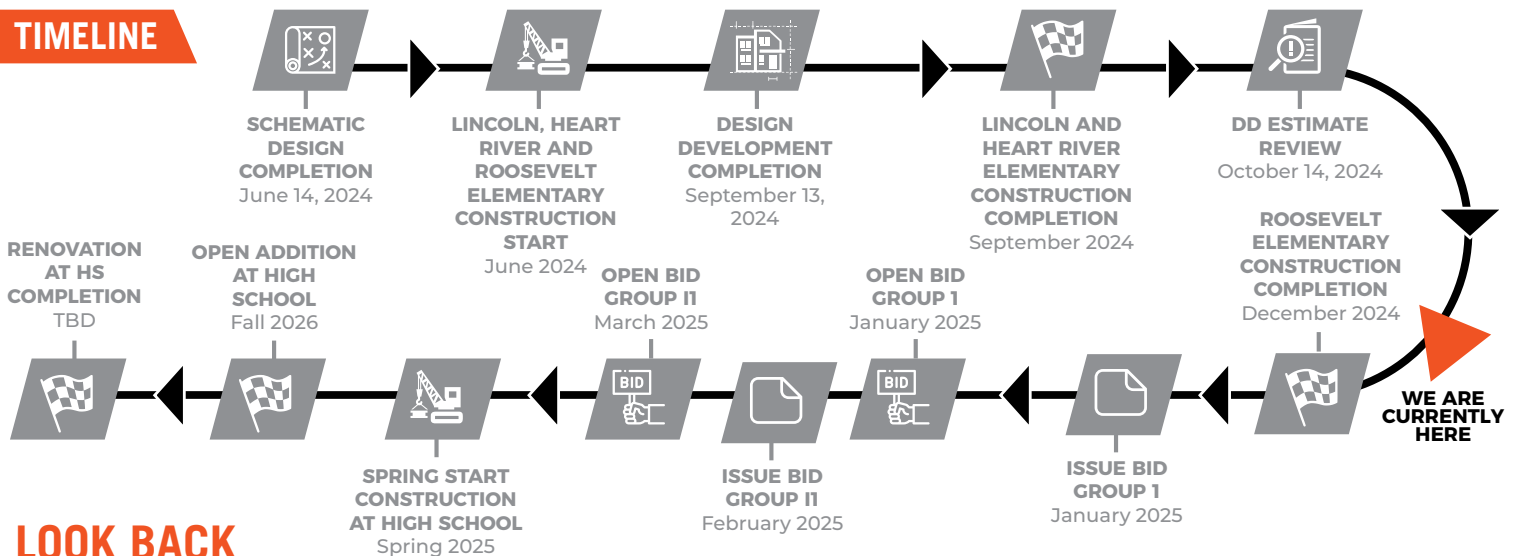 TIMELINE
SCHEMATIC
DESIGN
COMPLETION
June 14, 2024
LINCOLN, HEART
RIVER AND
ROOSEVELT
ELEMENTARY
CONSTRUCTION
START
June 2024
DESIGN
DEVELOPMENT
COMPLETION
September 13,
2024
LINCOLN AND
HEART RIVER
ELEMENTARY
CONSTRUCTION
COMPLETION
September 2024
DD ESTIMATE
REVIEW
October 14, 2024
WE ARE
CURRENTLY
HERE
ROOSEVELT
ELEMENTARY
CONSTRUCTION
COMPLETION
December 2024
ISSUE BID
GROUP 1
January 2025
OPEN BID
GROUP 1
January 2025
BID
ISSUE BID
GROUP I1
February 2025
OPEN BID
GROUP I1
March 2025
BID
SPRING START
CONSTRUCTION
AT HIGH SCHOOL
Spring 2025
OPEN ADDITION
AT HIGH
SCHOOL
Fall 2026
RENOVATION
AT HS
COMPLETION
TBD
LOOK BACK